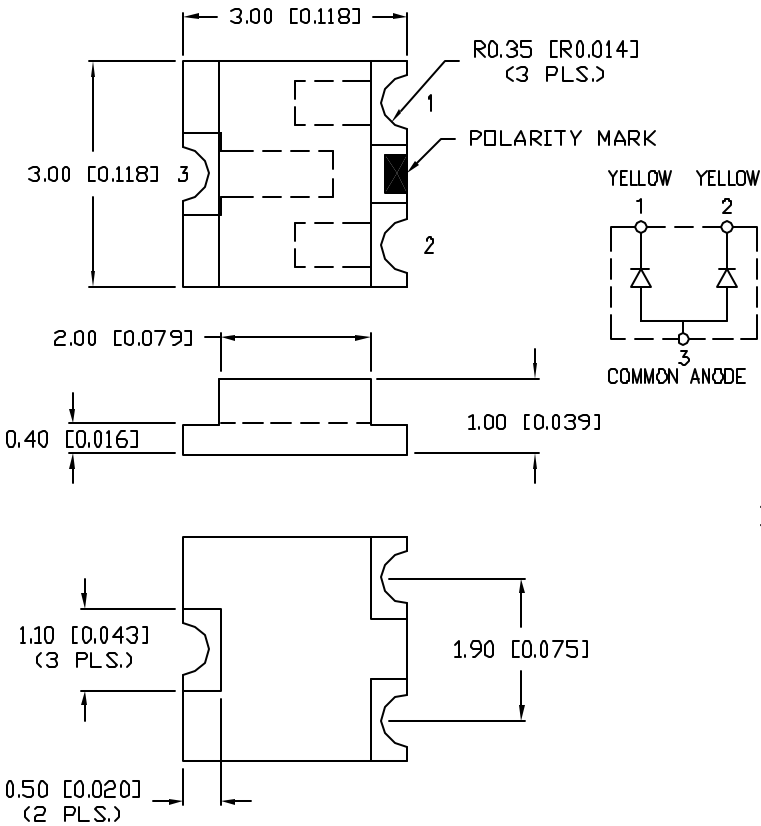 3.00 [0.118]
R0.35 [R0.014]
(3 PLS.)
1
POLARITY MARK
3.00 [0.118]
3
2
YELLOW YELLOW
1 2
3
COMMON ANODE
2.00 [0.079]
1.00 [0.039]
0.40 [0.016]
1.10 [0.043]
(3 PLS.)
1.90 [0.075]
0.50 [0.020]
(2 PLS.)